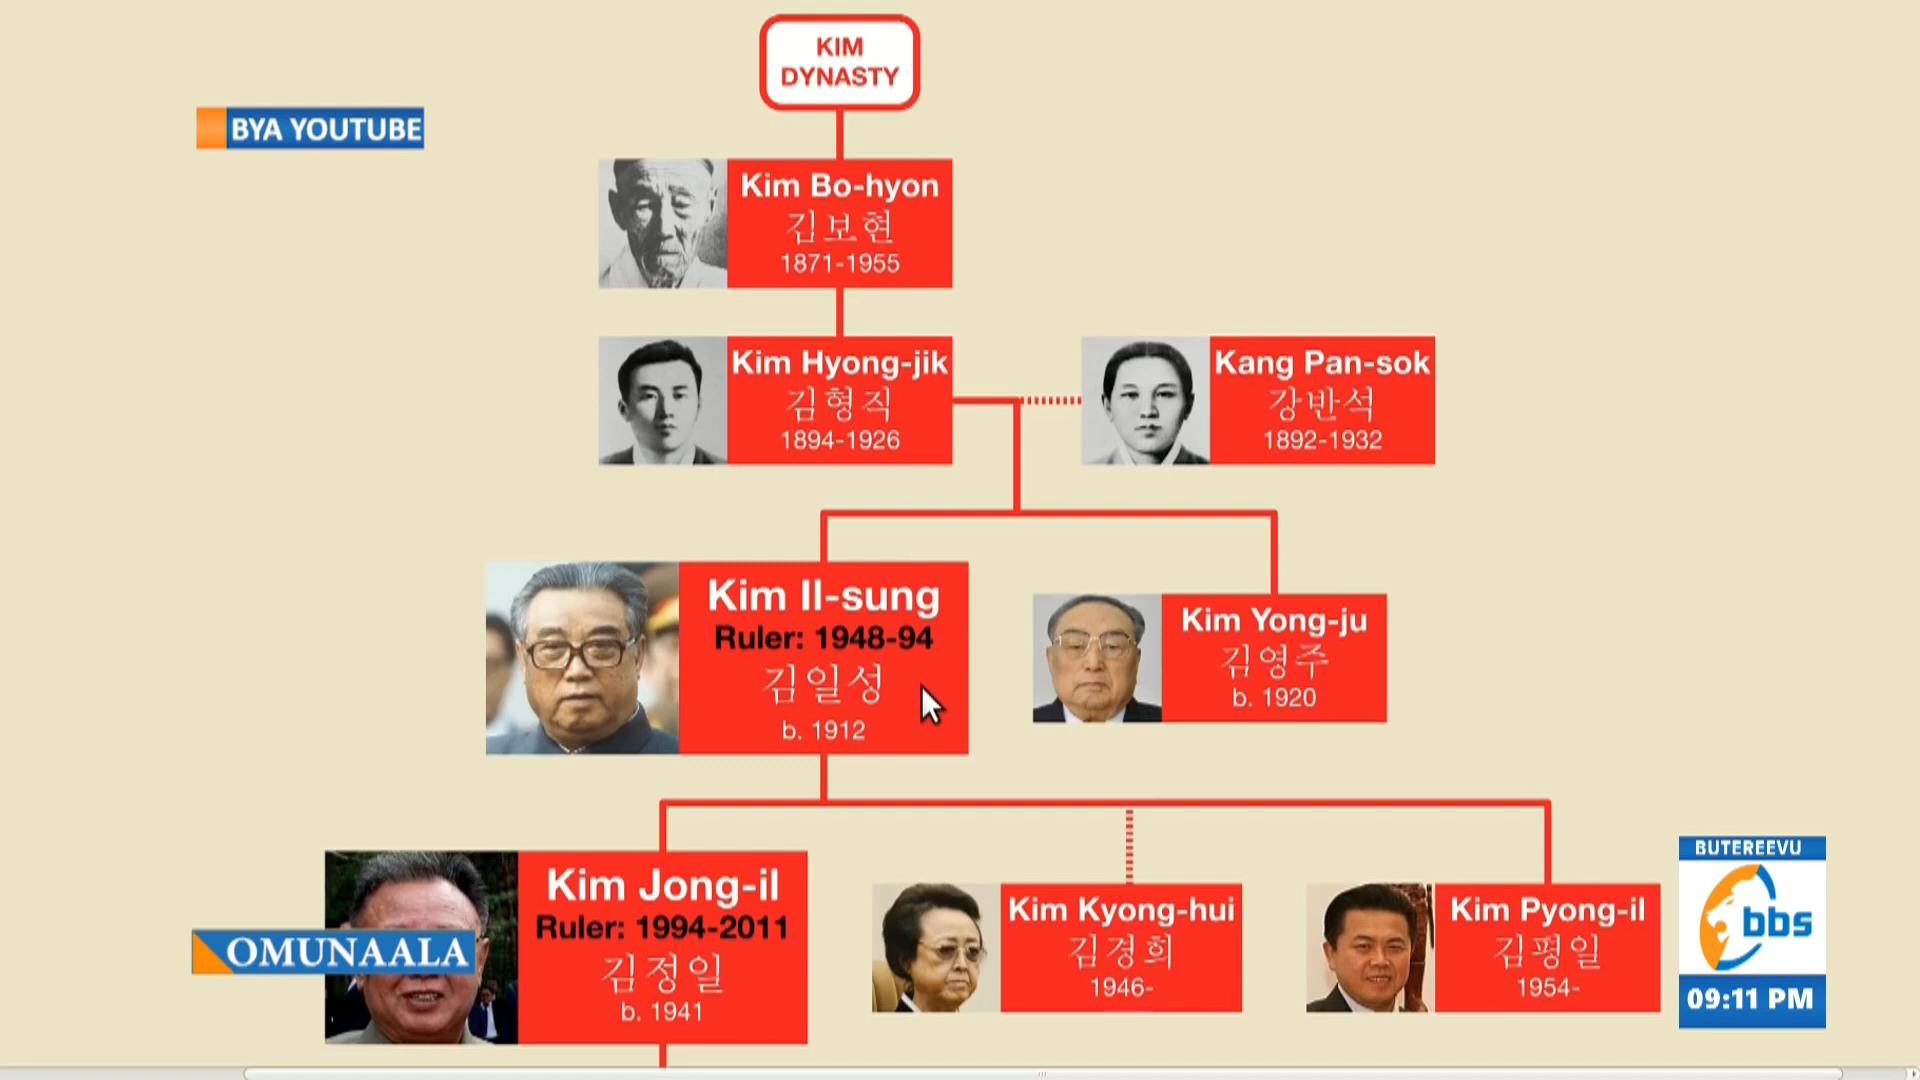 KIM
DYNASTY
BYA YOUTUBE
Kim Bo-hyon
김보현
1871-1955
Kim Hyong-jik
김형직
1894-1926
Kang Pan-sok
강반석
1892-1932
Kim Il-sung
Ruler: 1948-94
김일성
b. 1912
Kim Yong-ju
김영주
b. 1920
Kim Jong-il
Ruler: 1994-2011
김정일
b. 1941
Kim Kyong-hui
김경희
1946-
Kim Pyong-il
김평일
1954-
OMUNAALA
BUTEREEVU
bbs
09:11 PM